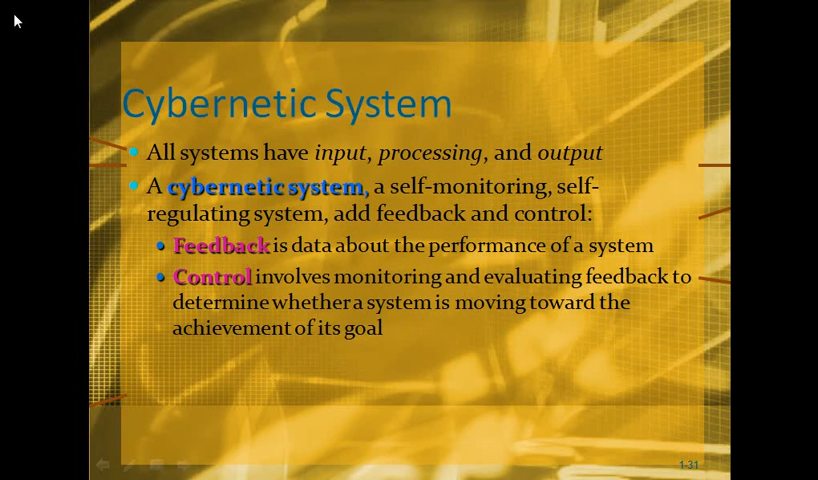 Cybernetic System
All systems have input, processing, and output
A cybernetic system, a self-monitoring, self-
regulating system, add feedback and control:
Feedback is data about the performance of a system
Control involves monitoring and evaluating feedback to
determine whether a system is moving toward the
achievement of its goal
1-31